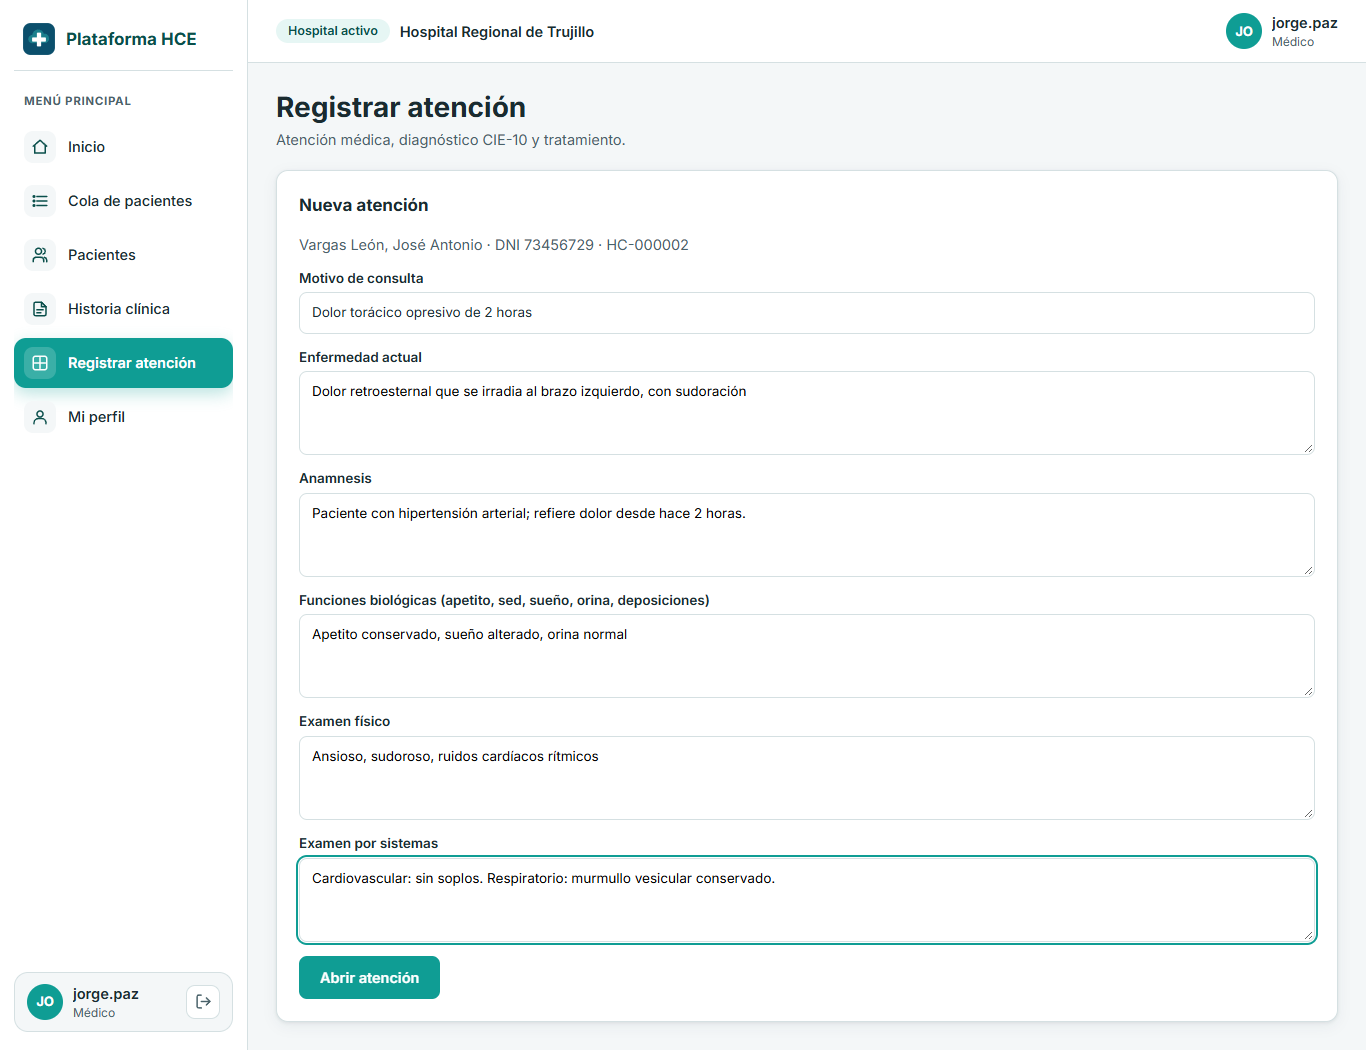 Plataforma HCE
MENÚ PRINCIPAL
Inicio
Cola de pacientes
Pacientes
Historia clínica
Registrar atención
Mi perfil
JO
jorge.paz
Médico
Hospital activo
Hospital Regional de Trujillo
JO
jorge.paz
Médico
Registrar atención
Atención médica, diagnóstico CIE-10 y tratamiento.
Nueva atención
Vargas León, José Antonio · DNI 73456729 · HC-000002
Motivo de consulta
Dolor torácico opresivo de 2 horas
Enfermedad actual
Dolor retroesternal que se irradia al brazo izquierdo, con sudoración
Anamnesis
Paciente con hipertensión arterial; refiere dolor desde hace 2 horas.
Funciones biológicas (apetito, sed, sueño, orina, deposiciones)
Apetito conservado, sueño alterado, orina normal
Examen físico
Ansioso, sudoroso, ruidos cardíacos rítmicos
Examen por sistemas
Cardiovascular: sin soplos. Respiratorio: murmullo vesicular conservado.
Abrir atención